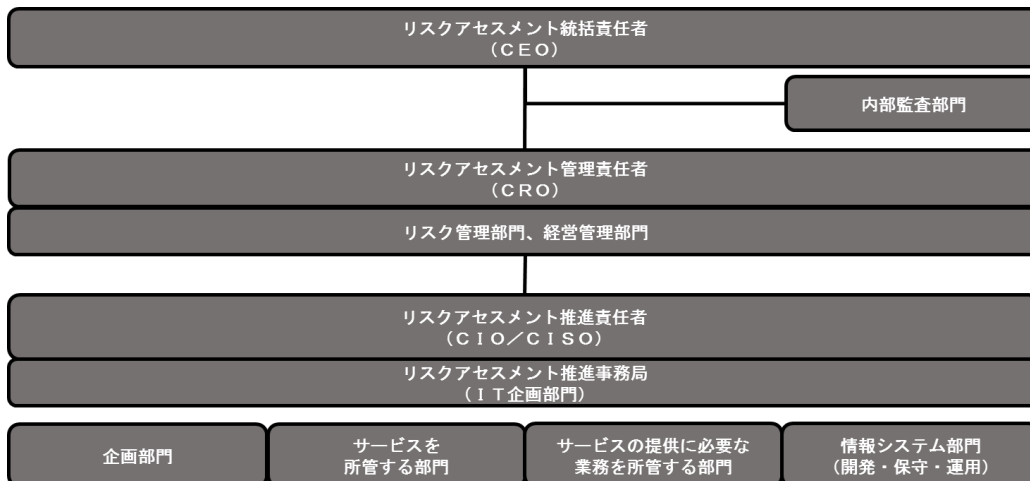 リスクアセスメント統括責任者
（ＣＥＯ）
内部監査部門
リスクアセスメント管理責任者
（ＣＲＯ）
リスク管理部門、経営管理部門
リスクアセスメント推進責任者
（ＣＩＯ／ＣＩＳＯ）
リスクアセスメント推進事務局
（ＩＴ企画部門）
企画部門
サービスを
所管する部門
サービスの提供に必要な
業務を所管する部門
情報システム部門
（開発・保守・運用）